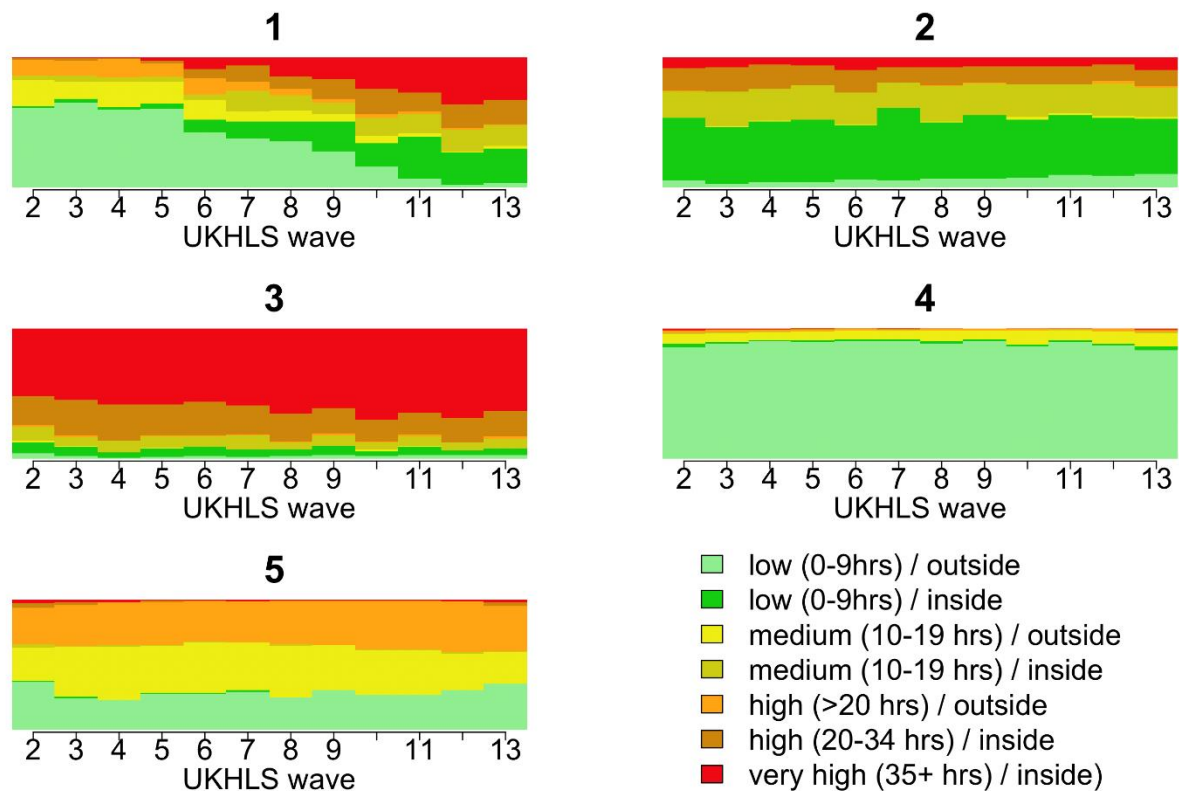 1
2 3 4 5 6 7 8 9 11 13
UKHLS wave
2
2 3 4 5 6 7 8 9 11 13
UKHLS wave
3
2 3 4 5 6 7 8 9 11 13
UKHLS wave
4
2 3 4 5 6 7 8 9 11 13
UKHLS wave
5
2 3 4 5 6 7 8 9 11 13
UKHLS wave
low (0-9hrs) / outside
low (0-9hrs) / inside
medium (10-19 hrs) / outside
medium (10-19 hrs) / inside
high (>20 hrs) / outside
high (20-34 hrs) / inside
very high (35+ hrs) / inside)